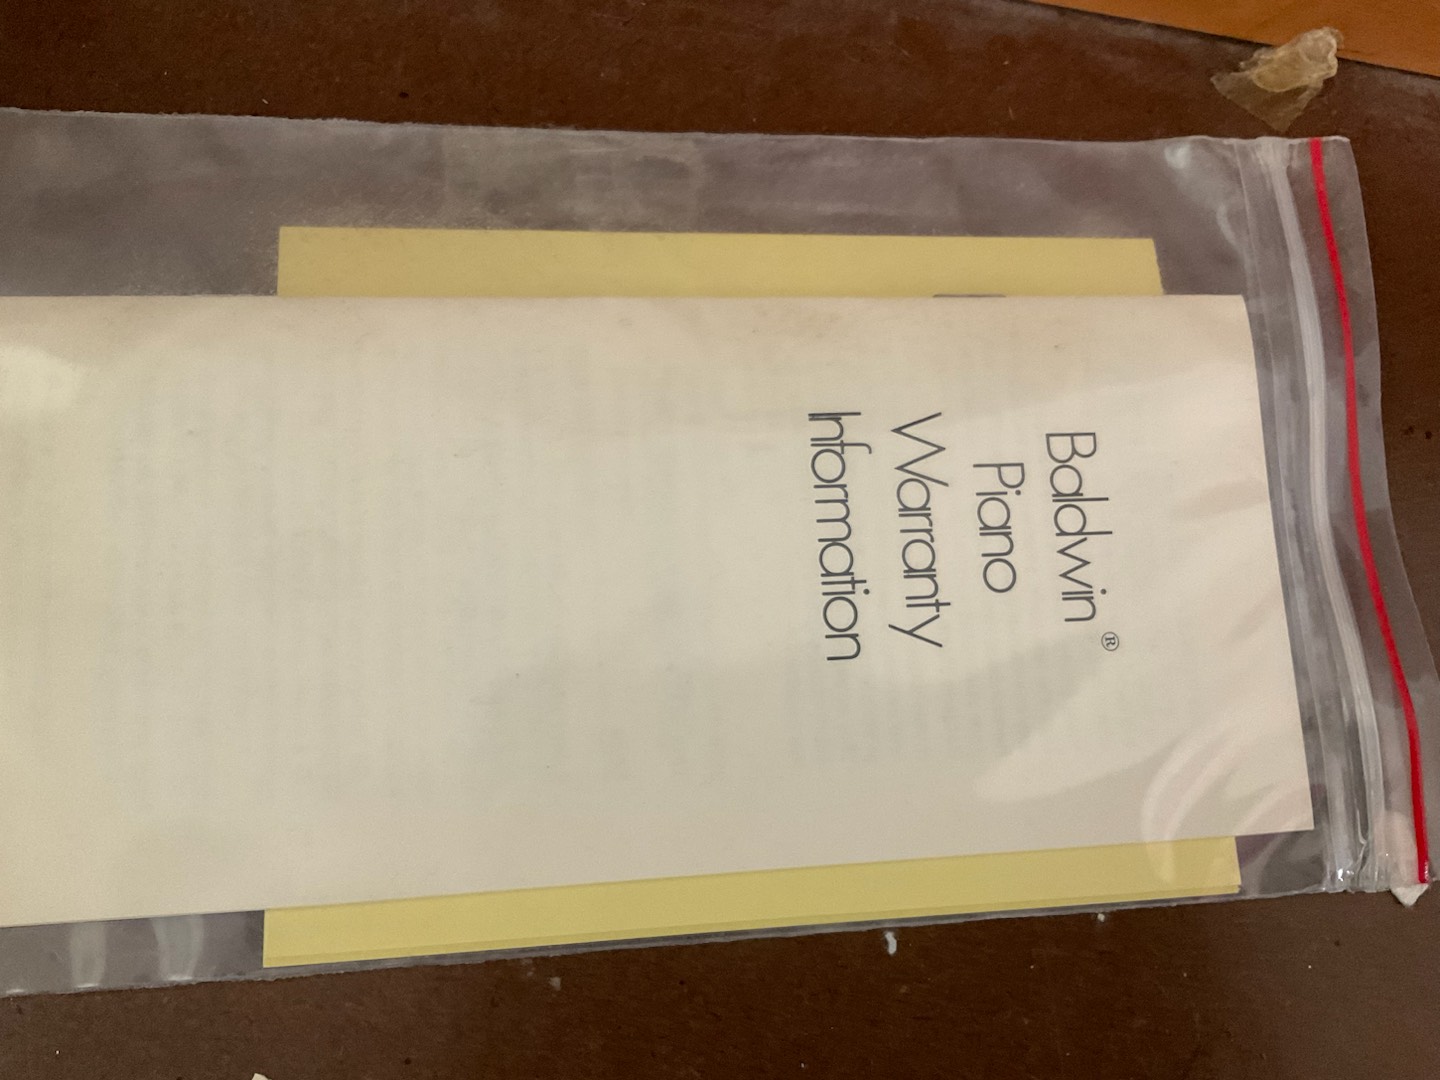 Baldwin ®
Piano
Warranty
Information